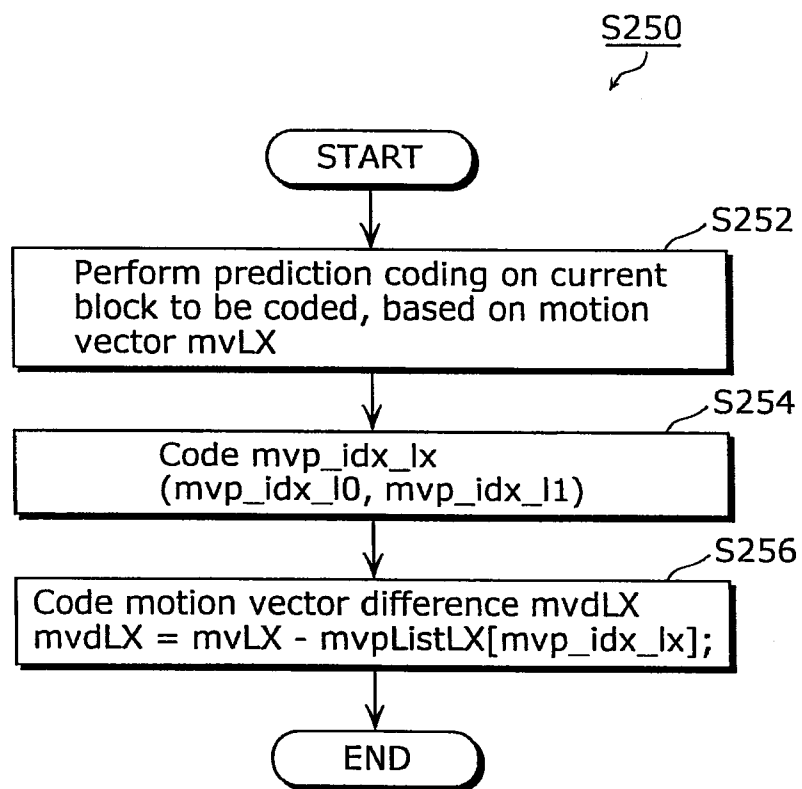 S250
START
S252
Perform prediction coding on current
block to be coded, based on motion
vector mvLX
S254
Code mvp_idx_lx
(mvp_idx_l0, mvp_idx_l1)
S256
Code motion vector difference mvdLX
mvdLX = mvLX - mvpListLX[mvp_idx_lx];
END